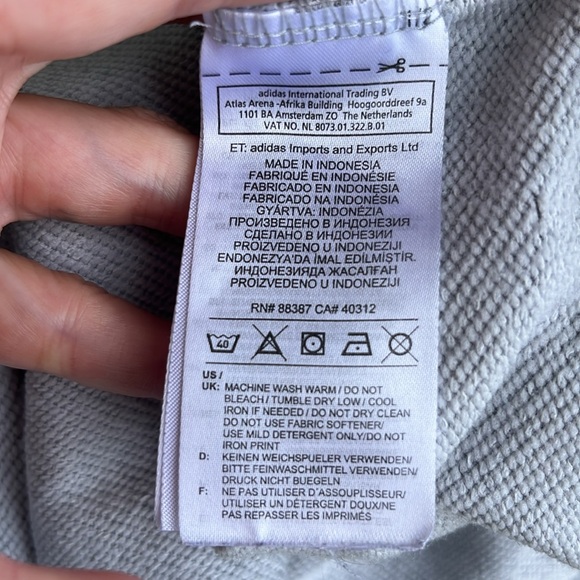 adidas International Trading BV
Atlas Arena -Afrika Building Hoogoorddreef 9a
1101 BA Amsterdam ZO The Netherlands
VAT NO. NL 8073.01.322.B.01
ET: adidas Imports and Exports Ltd
MADE IN INDONESIA
FABRIQUÉ EN INDONÉSIE
FABRICADO EN INDONESIA
FABRICADO NA INDONÉSIA
GYÁRTVA: INDONÉZIA
ПРОИЗВЕДЕНО В ИНДОНЕЗИЯ
СДЕЛАНО В ИНДОНЕЗИИ
PROIZVEDENO U INDONEZIJI
ENDONEZYA'DA İMAL EDİLMİŞTİR.
ИНДОНЕЗИЯДА ЖАСАЛҒАН
PROIZVEDENO U INDONEZIJI
RN# 88387 CA# 40312
40
US /
UK: MACHINE WASH WARM / DO NOT
BLEACH / TUMBLE DRY LOW / COOL
IRON IF NEEDED / DO NOT DRY CLEAN
DO NOT USE FABRIC SOFTENER/
USE MILD DETERGENT ONLY/DO NOT
IRON PRINT
D: KEINEN WEICHSPUELER VERWENDEN/
BITTE FEINWASCHMITTEL VERWENDEN/
DRUCK NICHT BUEGELN
F: NE PAS UTILISER D'ASSOUPLISEUR/
UTILISER UN DÉTERGENT DOUX/NE
PAS REPASSER LES IMPRIMÉS